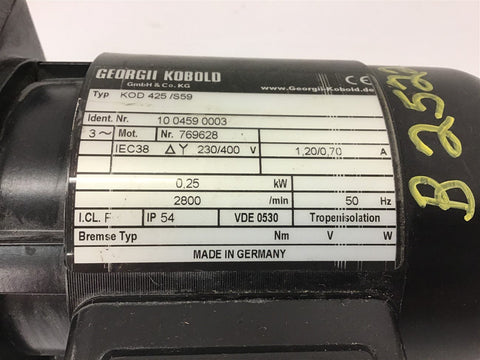 GEORGII KOBOLD
GmbH & Co. KG
www.Georgii-Kobold.de
CE
Typ KOD 425 /S59
Ident. Nr. 10 0459 0003
3 ~ Mot. Nr. 769628
IEC38 Δ Y 230/400 V 1,20/0,70 A
0,25 kW
2800 /min 50 Hz
I.CL. F IP 54 VDE 0530 Tropenisolation
Bremse Typ Nm V W
MADE IN GERMANY